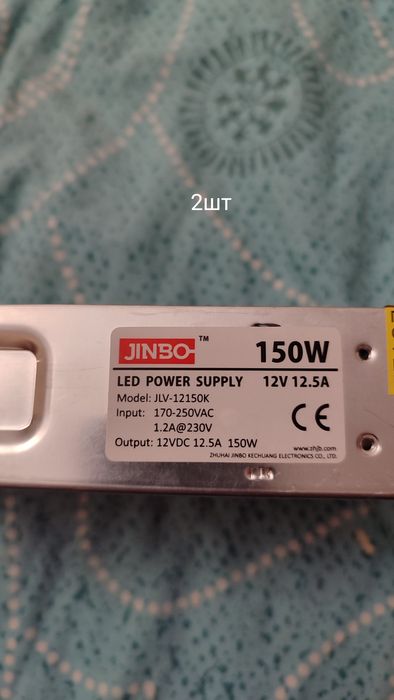 2шт
JINBO ™
150W
LED POWER SUPPLY 12V 12.5A
Model: JLV-12150K
Input: 170-250VAC
1.2A@230V
CE
Output: 12VDC 12.5A 150W
www.zhjb.com
ZHUHAI JINBO KECHUANG ELECTRONICS CO., LTD.